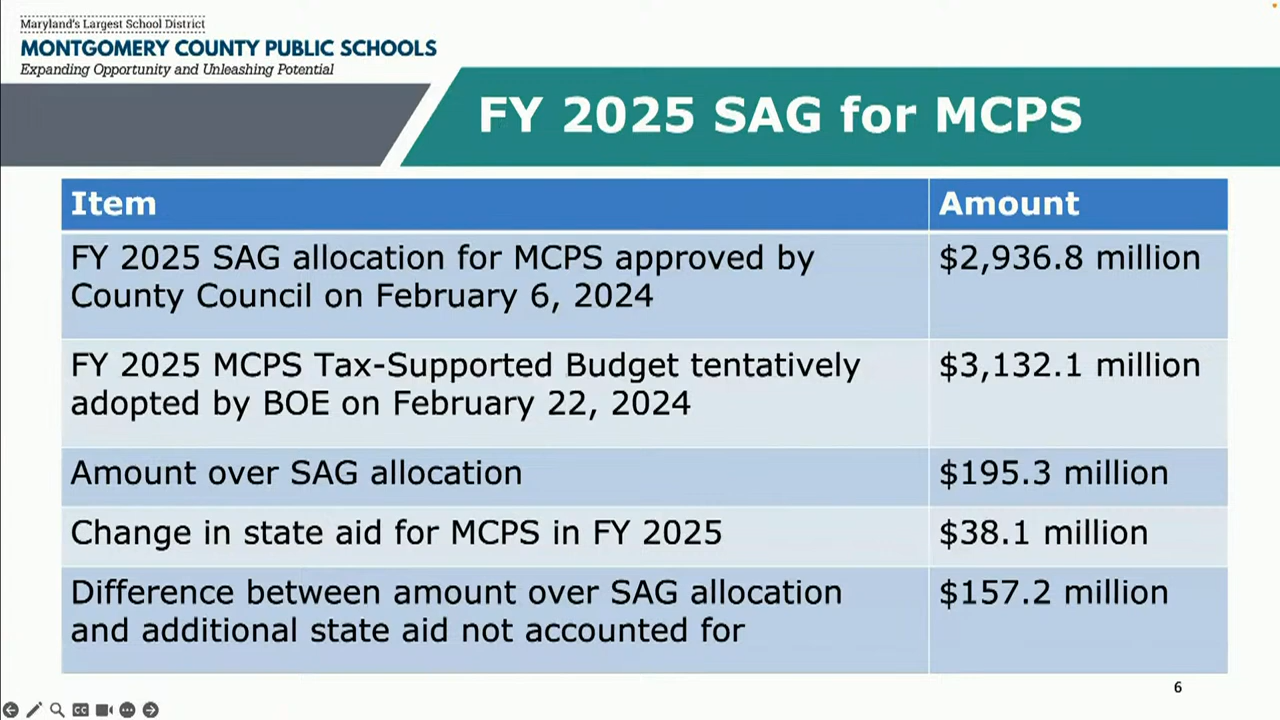 Maryland's Largest School District
MONTGOMERY COUNTY PUBLIC SCHOOLS
Expanding Opportunity and Unleashing Potential
FY 2025 SAG for MCPS
Item Amount
FY 2025 SAG allocation for MCPS approved by $2,936.8 million
County Council on February 6, 2024
FY 2025 MCPS Tax-Supported Budget tentatively $3,132.1 million
adopted by BOE on February 22, 2024
Amount over SAG allocation $195.3 million
Change in state aid for MCPS in FY 2025 $38.1 million
Difference between amount over SAG allocation $157.2 million
and additional state aid not accounted for
6
CC